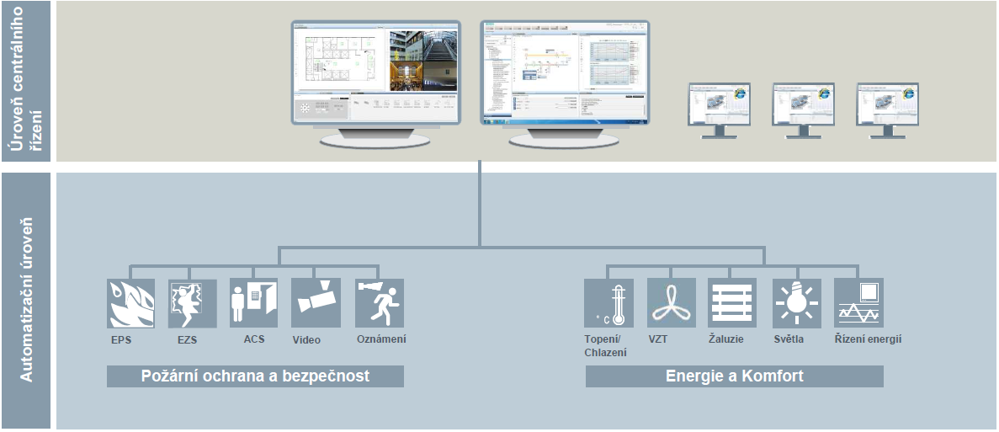 Úroveň centrálního
řízení
Automatizační úroveň
EPS
EZS
ACS
Video
Oznámení
Topení/
Chlazení
VZT
Žaluzie
Světla
Řízení energií
° C
Požární ochrana a bezpečnost
Energie a Komfort